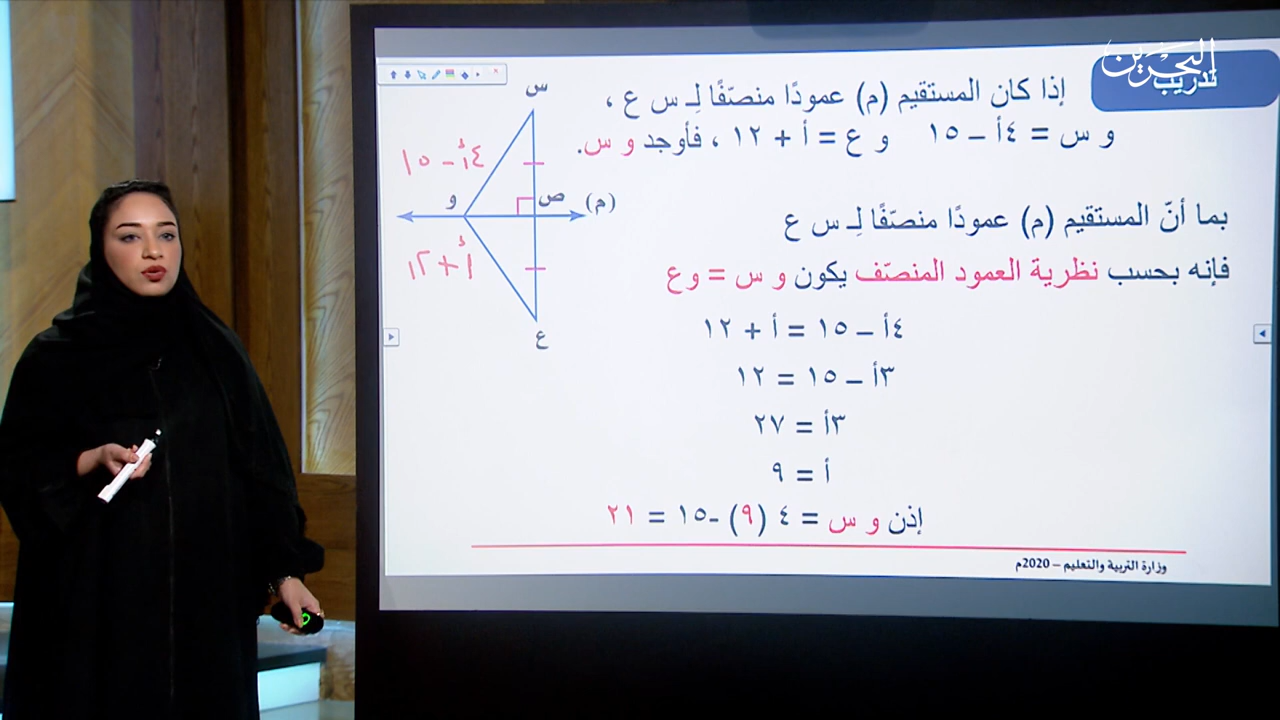 البحرين
تدريب
إذا كان المستقيم (م) عمودًا منصّفًا لِـ س ع ،
و س = ٤أ – ١٥ و ع = أ + ١٢ ، فأوجد و س.
س
٤أ – ١٥
و
ص
(م)
أ + ١٢
ع
بما أنّ المستقيم (م) عمودًا منصّفًا لِـ س ع
فإنه بحسب نظرية العمود المنصّف يكون و س = وع
٤أ – ١٥ = أ + ١٢
٣أ – ١٥ = ١٢
٣أ = ٢٧
أ = ٩
إذن و س = ٤ (٩) -١٥ = ٢١
وزارة التربية والتعليم – 2020م